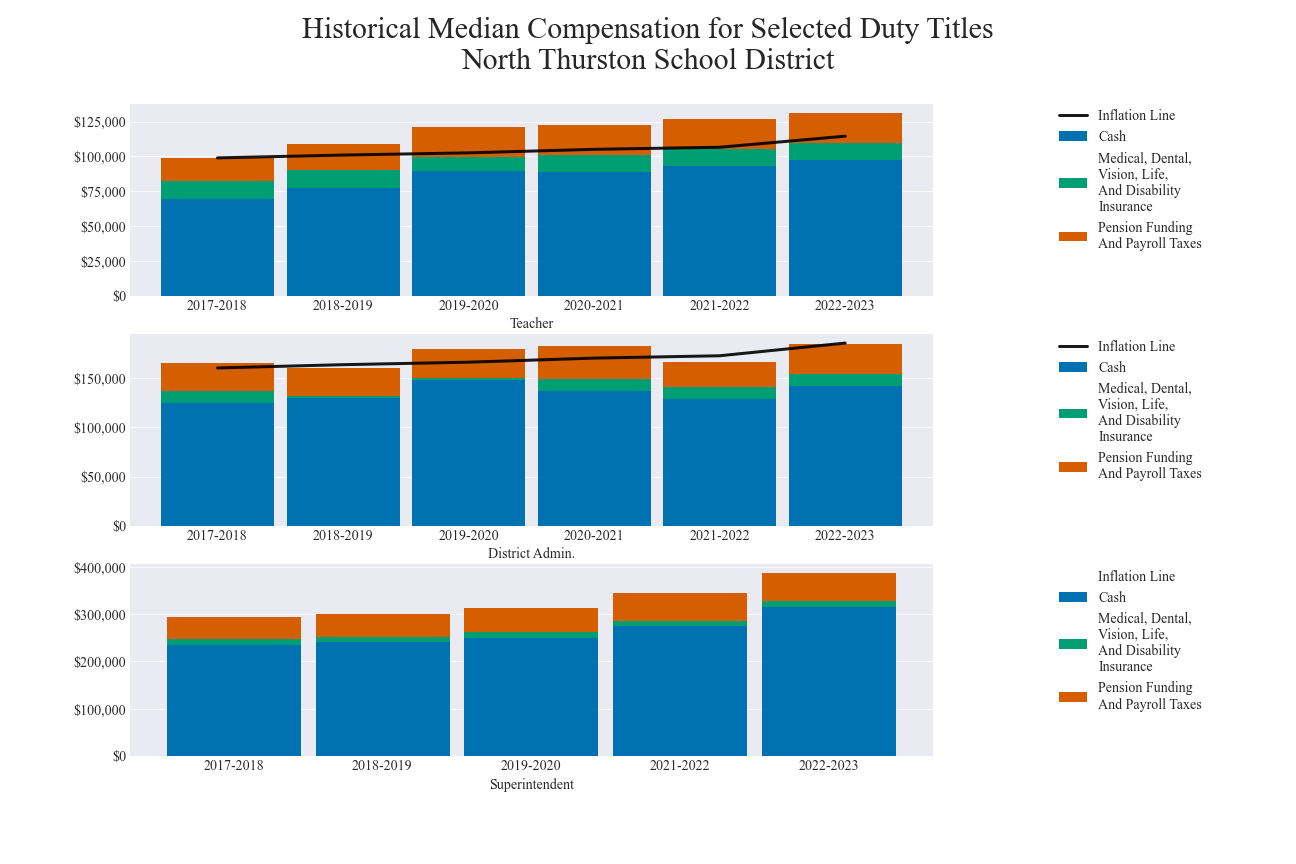 Historical Median Compensation for Selected Duty Titles
North Thurston School District
$125,000
$100,000
$75,000
$50,000
$25,000
$0
2017-2018 2018-2019 2019-2020 2020-2021 2021-2022 2022-2023
Teacher
Inflation Line
Cash
Medical, Dental,
Vision, Life,
And Disability
Insurance
Pension Funding
And Payroll Taxes
$150,000
$100,000
$50,000
$0
2017-2018 2018-2019 2019-2020 2020-2021 2021-2022 2022-2023
District Admin.
Inflation Line
Cash
Medical, Dental,
Vision, Life,
And Disability
Insurance
Pension Funding
And Payroll Taxes
$400,000
$300,000
$200,000
$100,000
$0
2017-2018 2018-2019 2019-2020 2021-2022 2022-2023
Superintendent
Inflation Line
Cash
Medical, Dental,
Vision, Life,
And Disability
Insurance
Pension Funding
And Payroll Taxes